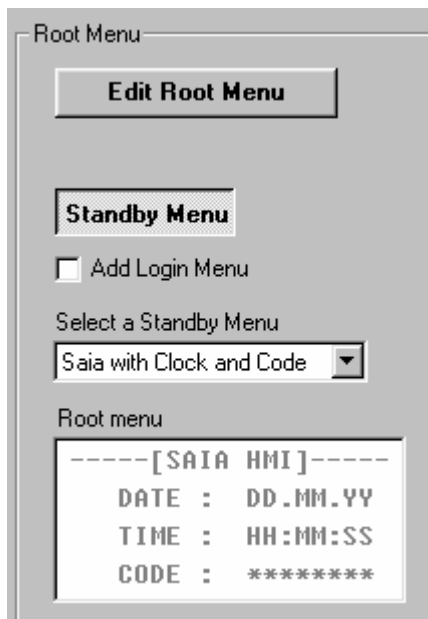 Root Menu
Edit Root Menu
Standby Menu
Add Login Menu
Select a Standby Menu
Saia with Clock and Code
Root menu
-----[SAIA HMI]-----
DATE : DD.MM.YY
TIME : HH:MM:SS
CODE : ********